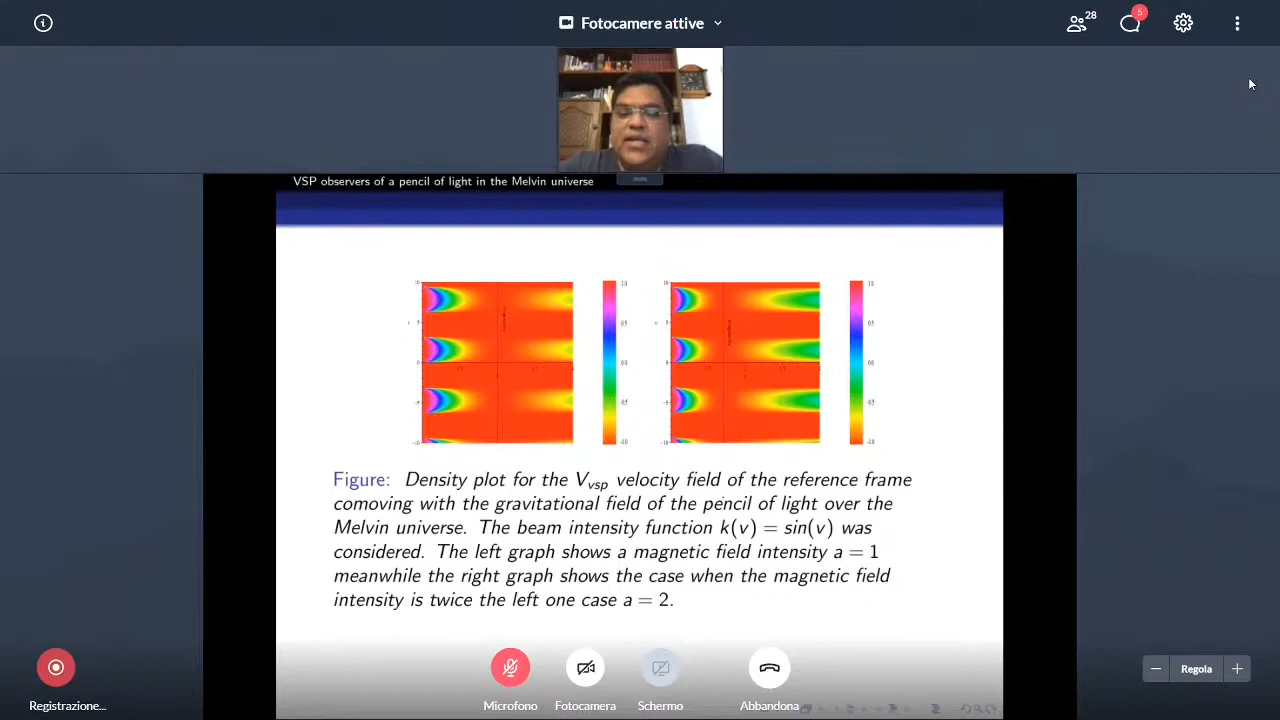 Fotocamere attive
28
5
VSP observers of a pencil of light in the Melvin universe
Figure: Density plot for the Vvsp velocity field of the reference frame
comoving with the gravitational field of the pencil of light over the
Melvin universe. The beam intensity function k(v) = sin(v) was
considered. The left graph shows a magnetic field intensity a = 1
meanwhile the right graph shows the case when the magnetic field
intensity is twice the left one case a = 2.
Registrazione...
Microfono
Fotocamera
Schermo
Abbandona
Regola